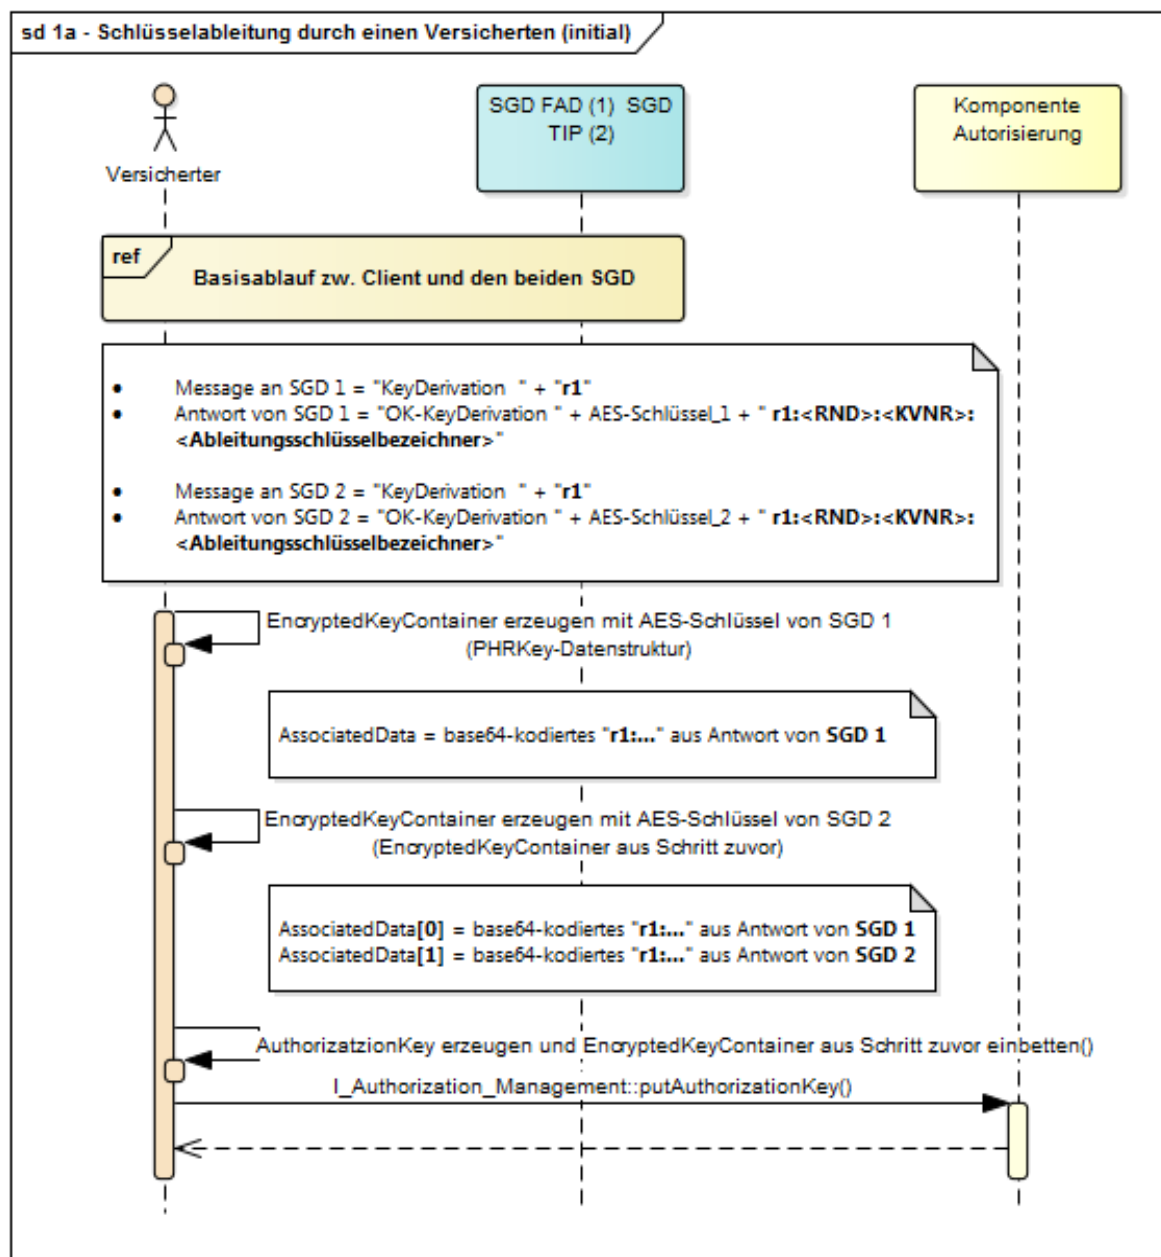 sd 1a - Schlüsselableitung durch einen Versicherten (initial)
SGD FAD (1) SGD
TIP (2)
Komponente
Autorisierung
Versicherter
ref
Basisablauf zw. Client und den beiden SGD
• Message an SGD 1 = "KeyDerivation " + "r1"
• Antwort von SGD 1 = "OK-KeyDerivation " + AES-Schlüssel_1 + " r1:<RND>:<KVNR>:
<Ableitungsschlüsselbezeichner>"
• Message an SGD 2 = "KeyDerivation " + "r1"
• Antwort von SGD 2 = "OK-KeyDerivation " + AES-Schlüssel_2 + " r1:<RND>:<KVNR>:
<Ableitungsschlüsselbezeichner>"
EncryptedKeyContainer erzeugen mit AES-Schlüssel von SGD 1
(PHRKey-Datenstruktur)
AssociatedData = base64-kodiertes "r1:..." aus Antwort von SGD 1
EncryptedKeyContainer erzeugen mit AES-Schlüssel von SGD 2
(EncryptedKeyContainer aus Schritt zuvor)
AssociatedData[0] = base64-kodiertes "r1:..." aus Antwort von SGD 1
AssociatedData[1] = base64-kodiertes "r1:..." aus Antwort von SGD 2
AuthorizatzionKey erzeugen und EncryptedKeyContainer aus Schritt zuvor einbetten()
I_Authorization_Management::putAuthorizationKey()